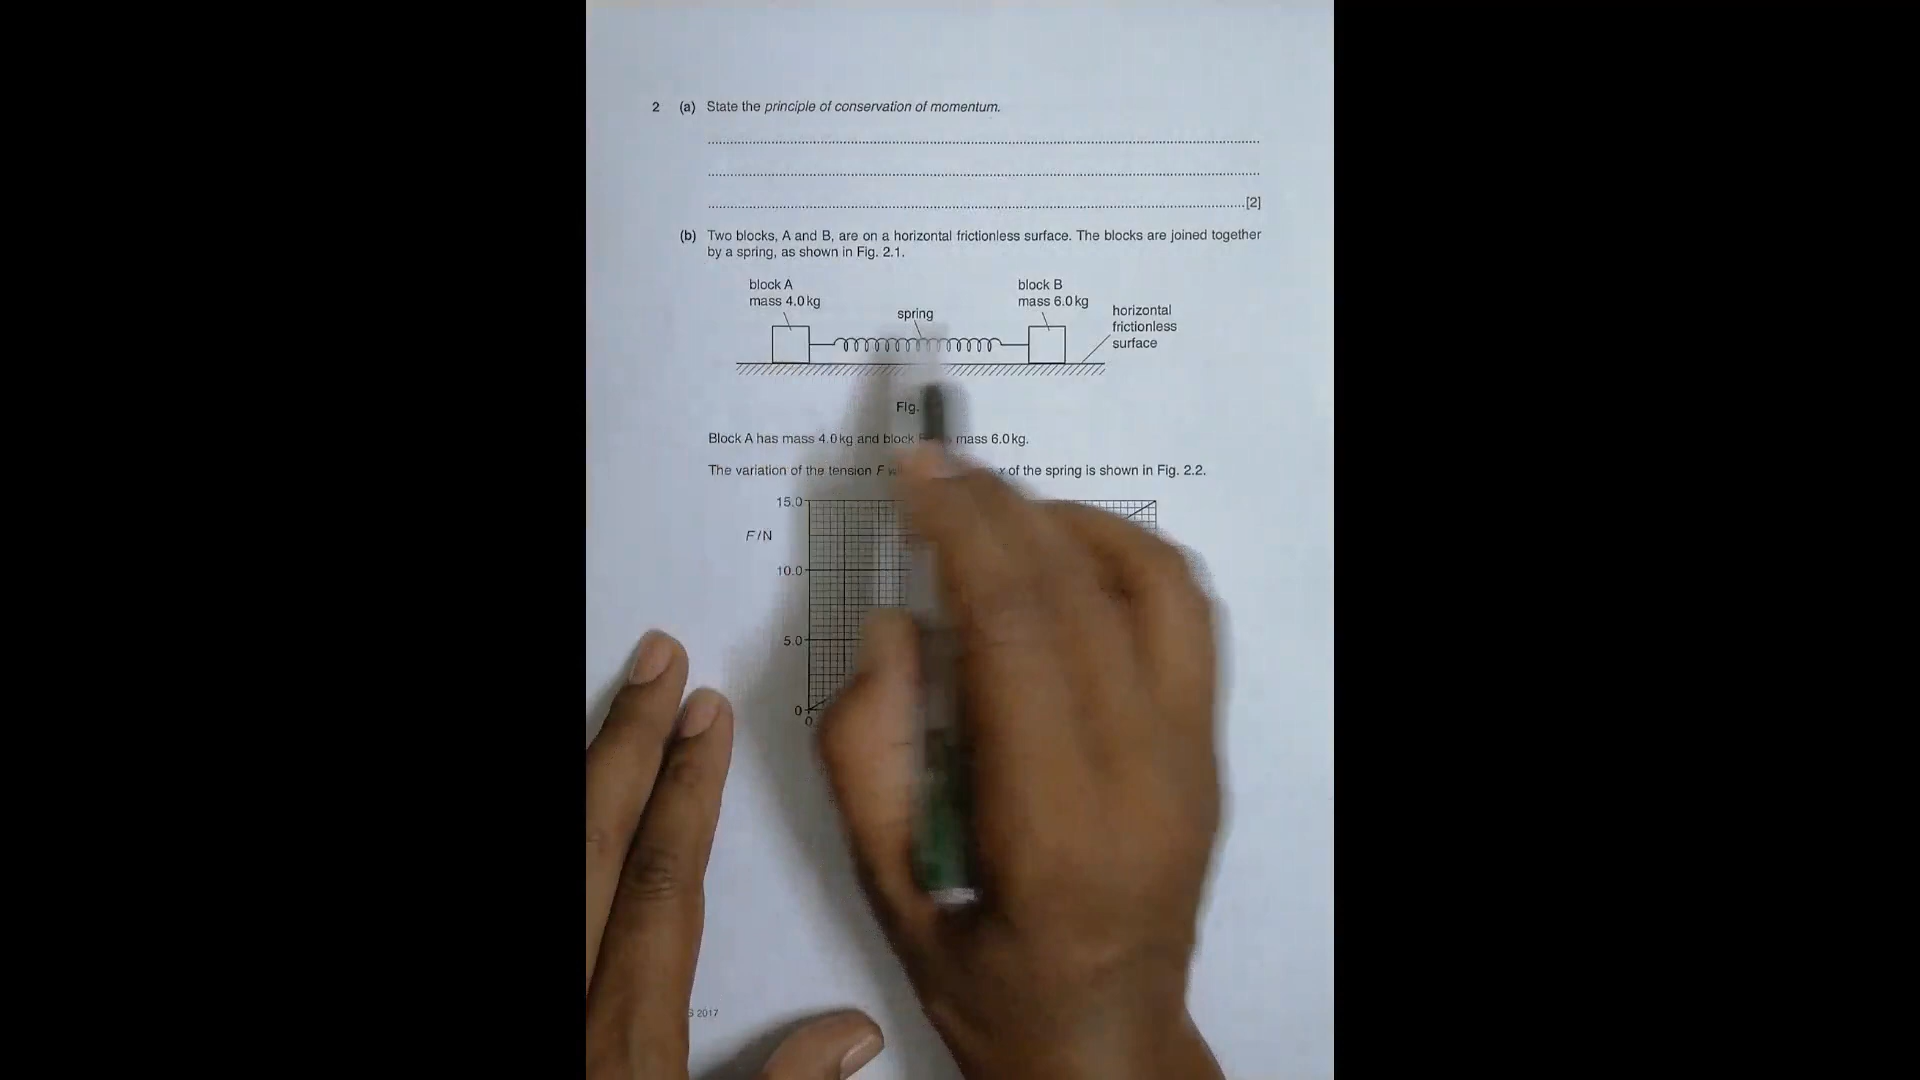 2 (a) State the principle of conservation of momentum.
[2]
(b) Two blocks, A and B, are on a horizontal frictionless surface. The blocks are joined together
by a spring, as shown in Fig. 2.1.
block A
mass 4.0 kg
spring
block B
mass 6.0 kg
horizontal
frictionless
surface
Fig.
Block A has mass 4.0 kg and block mass 6.0 kg.
The variation of the tension F x of the spring is shown in Fig. 2.2.
15.0
F/N
10.0
5.0
0
0
2017